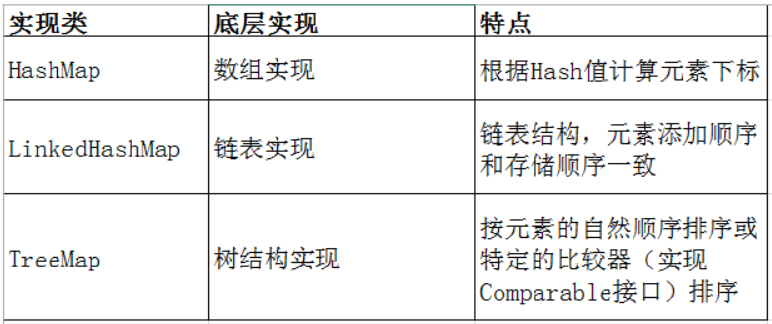 实现类 底层实现 特点
HashMap 数组实现 根据Hash值计算元素下标
LinkedHashMap 链表实现 链表结构，元素添加顺序
和存储顺序一致
TreeMap 树结构实现 按元素的自然顺序排序或
特定的比较器（实现
Comparable接口）排序